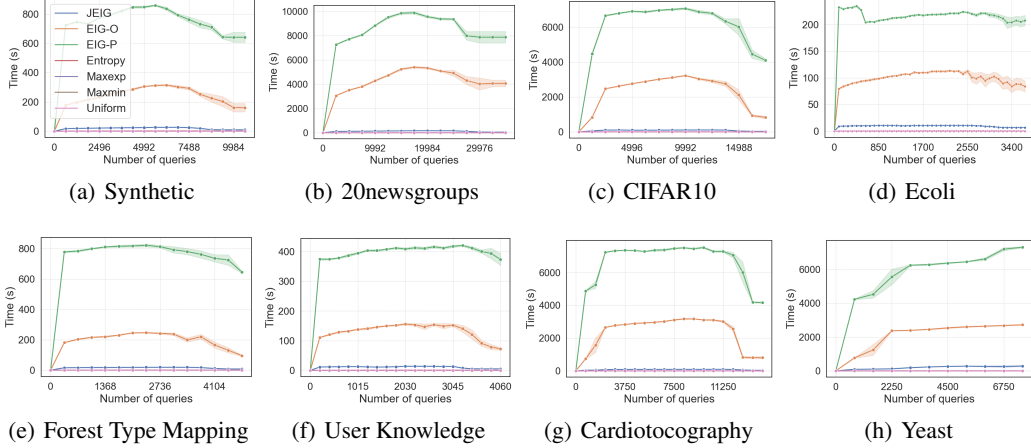 JEIG
EIG-O
EIG-P
Entropy
Maxexp
Maxmin
Uniform
Time (s)
800
600
400
200
0
0 2496 4992 7488 9984
Number of queries
(a) Synthetic
10000
8000
6000
4000
2000
0
0 9992 19984 29976
Number of queries
(b) 20newsgroups
Time (s)
6000
4000
2000
0
0 4996 9992 14988
Number of queries
(c) CIFAR10
Time (s)
200
150
100
50
0
0 850 1700 2550 3400
Number of queries
(d) Ecoli
Time (s)
800
600
400
200
0
0 1368 2736 4104
Number of queries
(e) Forest Type Mapping
Time (s)
400
300
200
100
0
0 1015 2030 3045 4060
Number of queries
(f) User Knowledge
Time (s)
6000
4000
2000
0
0 3750 7500 11250
Number of queries
(g) Cardiotocography
Time (s)
6000
4000
2000
0
0 2250 4500 6750
Number of queries
(h) Yeast
Time (s)